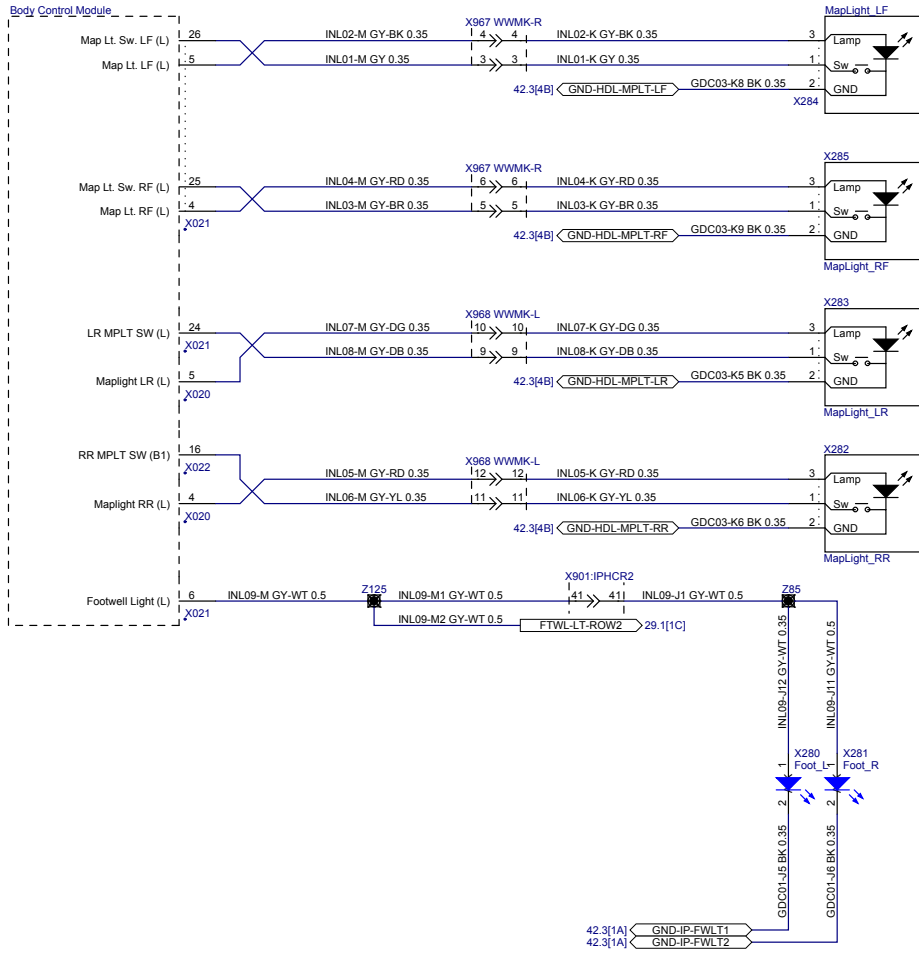 Body Control Module
X967 WWMK-R
MapLight_LF
Map Lt. Sw. LF (L) 26 INL02-M GY-BK 0.35 4 4 INL02-K GY-BK 0.35 3 Lamp
Map Lt. LF (L) 5 INL01-M GY 0.35 3 3 INL01-K GY 0.35 1 Sw
42.3[4B] GND-HDL-MPLT-LF GDC03-K8 BK 0.35 2 GND
X284
X967 WWMK-R
X285
Map Lt. Sw. RF (L) 25 INL04-M GY-RD 0.35 6 6 INL04-K GY-RD 0.35 3 Lamp
Map Lt. RF (L) 4 INL03-M GY-BR 0.35 5 5 INL03-K GY-BR 0.35 1 Sw
X021
42.3[4B] GND-HDL-MPLT-RF GDC03-K9 BK 0.35 2 GND
MapLight_RF
X968 WWMK-L
X283
LR MPLT SW (L) 24 INL07-M GY-DG 0.35 10 10 INL07-K GY-DG 0.35 3 Lamp
X021
INL08-M GY-DB 0.35 9 9 INL08-K GY-DB 0.35 1 Sw
Maplight LR (L) 5 42.3[4B] GND-HDL-MPLT-LR GDC03-K5 BK 0.35 2 GND
X020
MapLight_LR
RR MPLT SW (B1) 16
X022
X968 WWMK-L
X282
INL05-M GY-RD 0.35 12 12 INL05-K GY-RD 0.35 3 Lamp
Maplight RR (L) 4 INL06-M GY-YL 0.35 11 11 INL06-K GY-YL 0.35 1 Sw
X020
42.3[4B] GND-HDL-MPLT-RR GDC03-K6 BK 0.35 2 GND
MapLight_RR
X901:IPHCR2
Footwell Light (L) 6 INL09-M GY-WT 0.5 Z125 INL09-M1 GY-WT 0.5 41 41 INL09-J1 GY-WT 0.5 Z85
X021
INL09-M2 GY-WT 0.5 FTWL-LT-ROW2 29.1[1C]
INL09-J12 GY-WT 0.35
INL09-J11 GY-WT 0.5
1 X280 Foot_L
1 X281 Foot_R
2
2
GDC01-J5 BK 0.35
GDC01-J6 BK 0.35
42.3[1A] GND-IP-FWLT1
42.3[1A] GND-IP-FWLT2